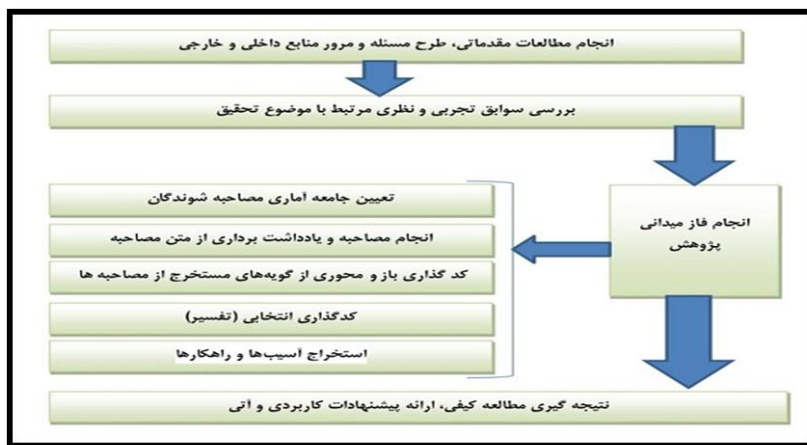 انجام مطالعات مقدماتی، طرح مسئله و مرور منابع داخلی و خارجی
بررسی سوابق تجربی و نظری مرتبط با موضوع تحقیق
انجام فاز میدانی
پژوهش
تعیین جامعه آماری مصاحبه شوندگان
انجام مصاحبه و یادداشت برداری از متن مصاحبه
کد گذاری باز و محوری از گویه‌های مستخرج از مصاحبه ها
کدگذاری انتخابی (تفسیر)
استخراج آسیب‌ها و راهکارها
نتیجه گیری مطالعه کیفی، ارائه پیشنهادات کاربردی و آتی